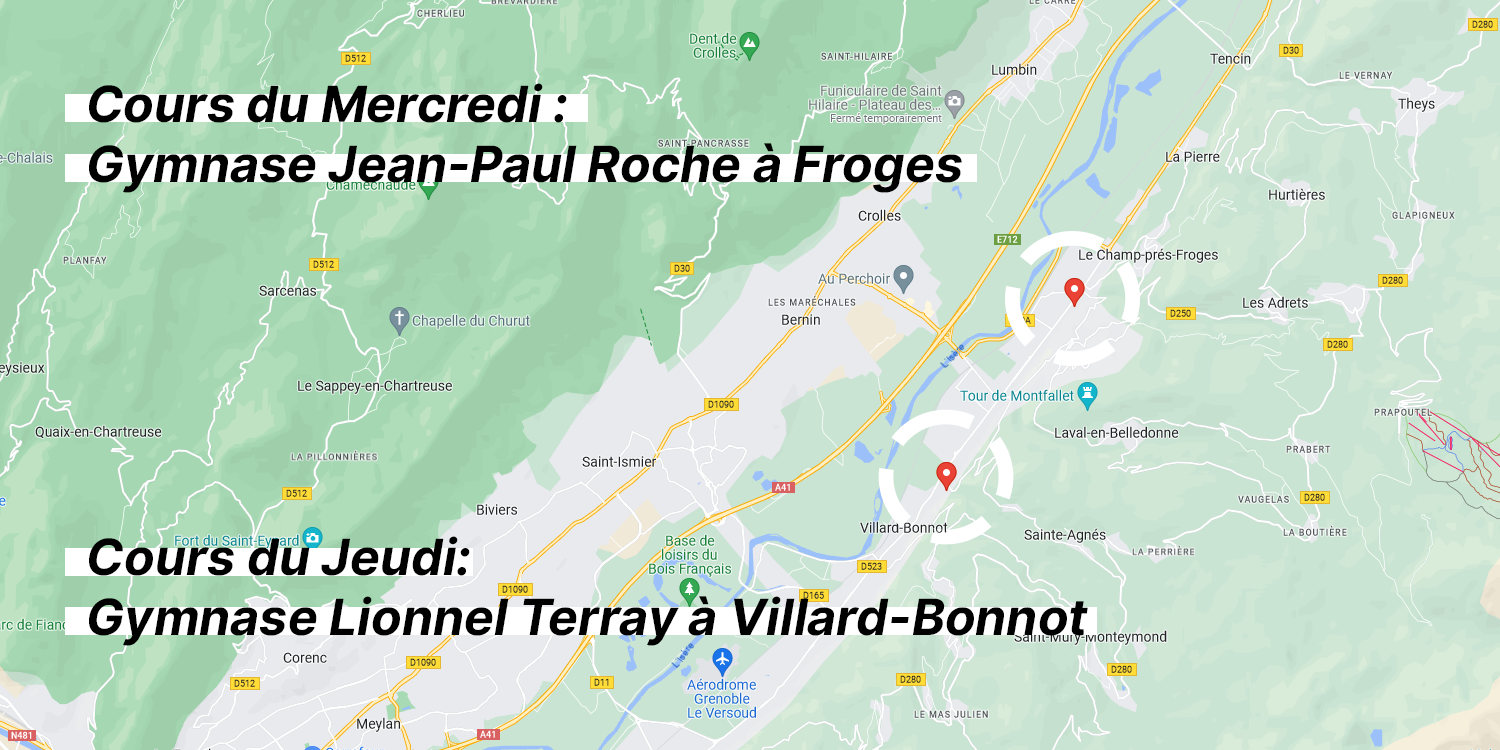 BREVARDIÈRE
CHERLIEU
LE CARRE
D280
Dent de
Crolles
D30
D512
SAINT-HILAIRE
Tencin
Lumbin
LE VERNAY
Funiculaire de Saint
Hilaire - Plateau des...
Fermé temporairement
Theys
Cours du Mercredi :
SAINT-PANCRASSE
e-Chalais
La Pierre
Gymnase Jean-Paul Roche à Froges
Chamechaude
Hurtières
Crolles
GLAPIGNEUX
E712
PLANFAY
D512
D30
Le Champ-prés-Froges
Au Perchoir
D280
Sarcenas
LES MARÉCHALES
Bernin
Les Adrets
D250
Chapelle du Churut
D280
L'Isère
eysieux
Le Sappey-en-Chartreuse
Tour de Montfallet
D1090
PRAPOUTEL
Quaix-en-Chartreuse
Laval-en-Belledonne
LA PILLONNIÈRES
PRABERT
Saint-Ismier
A41
D512
VAUGELAS
D280
Biviers
Villard-Bonnot
Sainte-Agnés
LA BOUTIÈRE
Fort du Saint-Eynard
Base de
loisirs du
Bois Français
LA PERRIÈRE
Cours du Jeudi:
D523
D1090
D165
Gymnase Lionnel Terray à Villard-Bonnot
Saint-Mury-Monteymond
Corenc
D1090
L'Isère
D280
D512
D11
D280
Aérodrome
Grenoble
Le Versoud
LE MAS JULIEN
Meylan
N481
A41